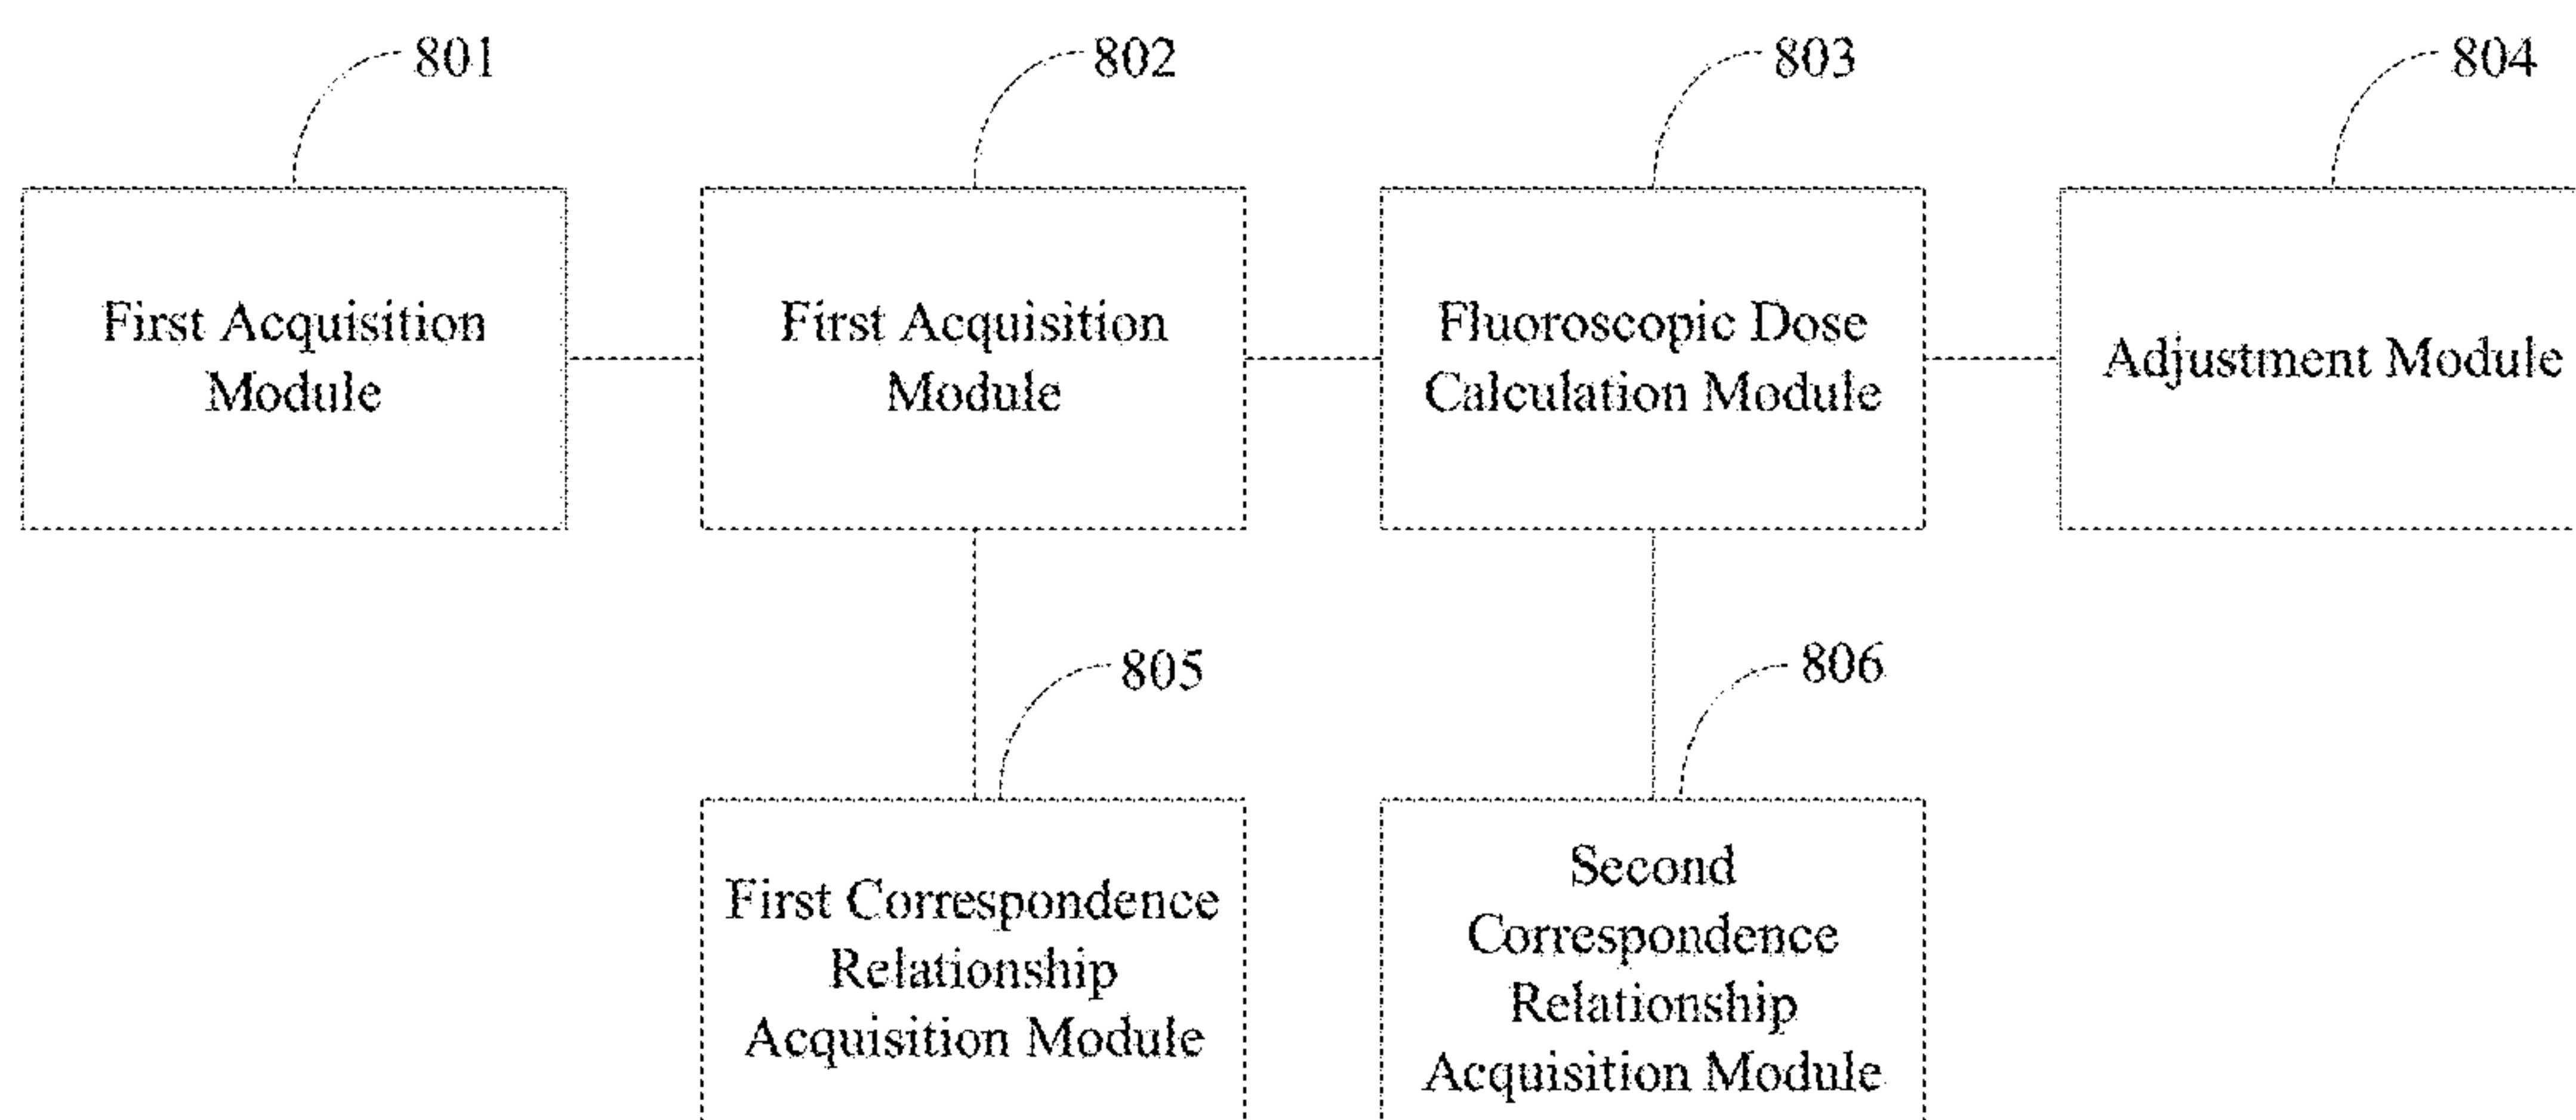 801
802
803
804
First Acquisition
Module
First Acquisition
Module
Fluoroscopic Dose
Calculation Module
Adjustment Module
805
806
First Correspondence
Relationship
Acquisition Module
Second
Correspondence
Relationship
Acquisition Module